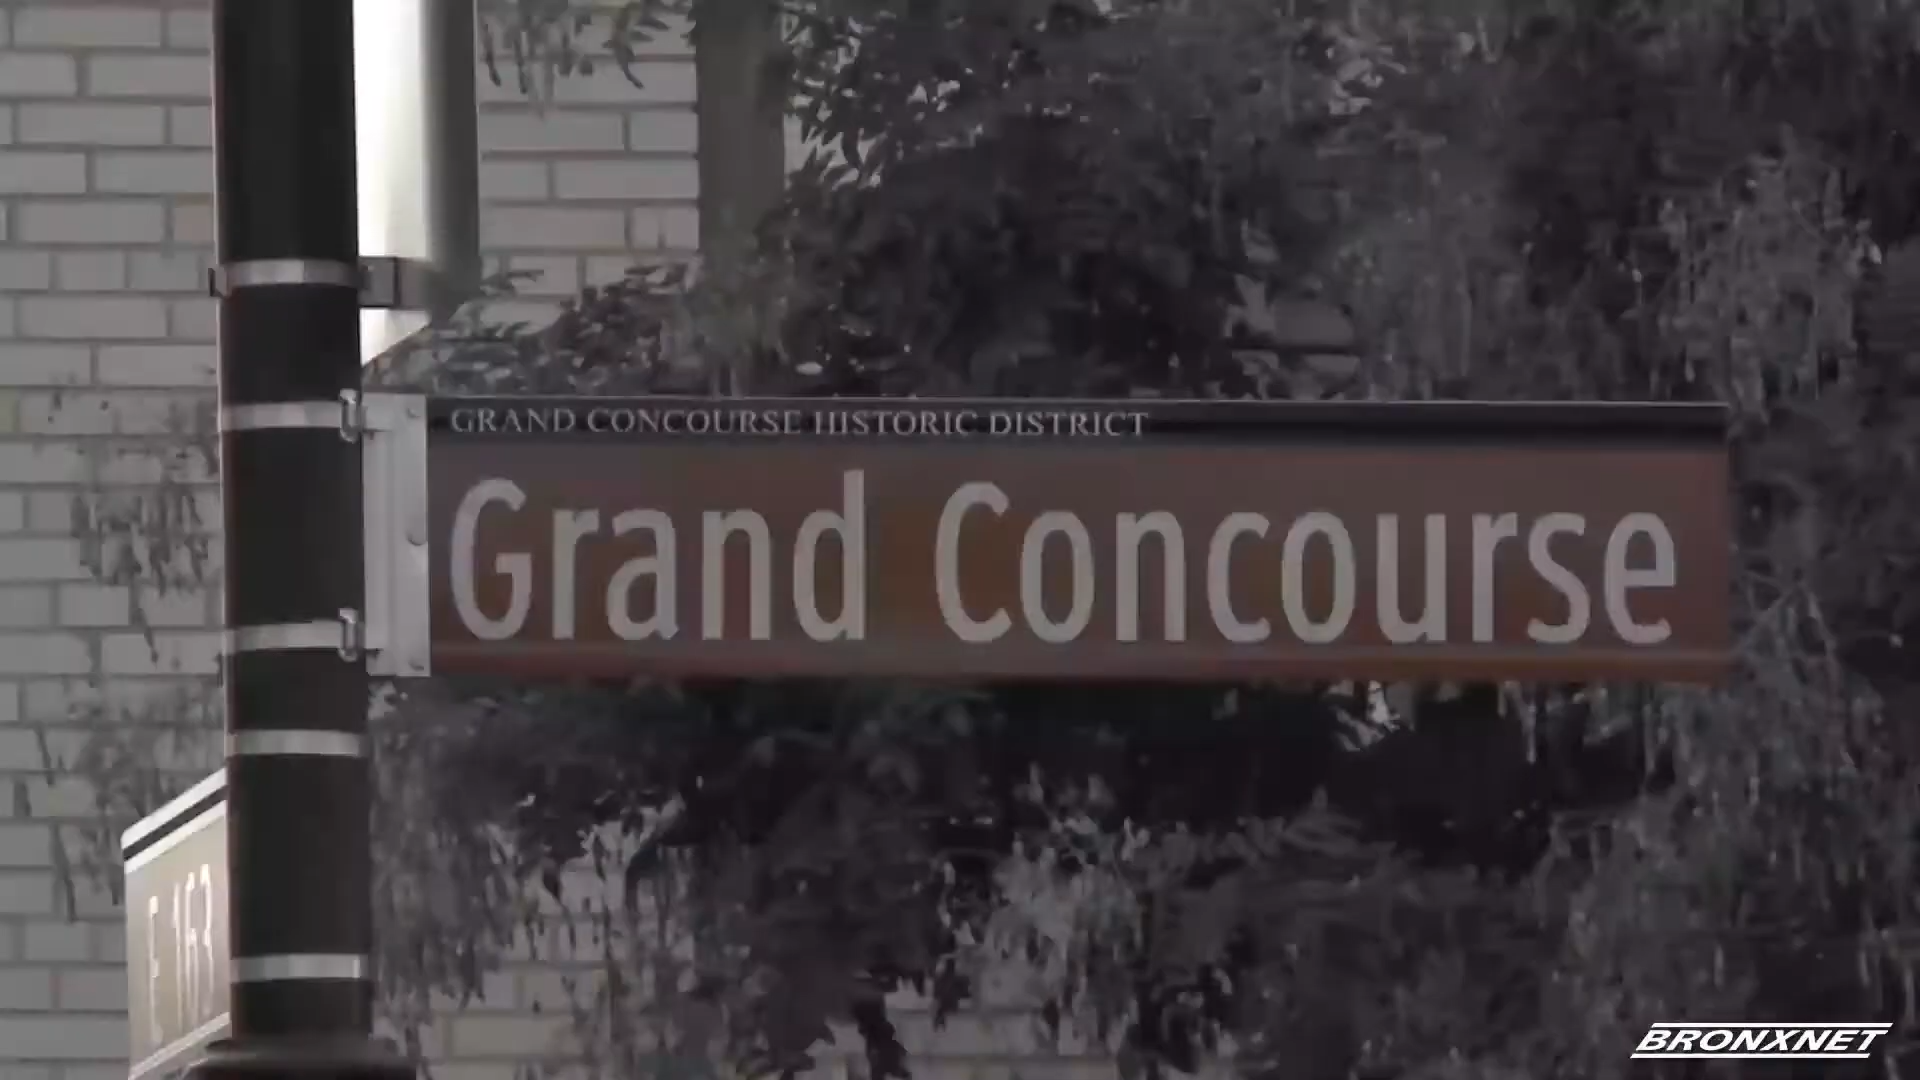 GRAND CONCOURSE HISTORIC DISTRICT
Grand Concourse
E 163
BRONXNET